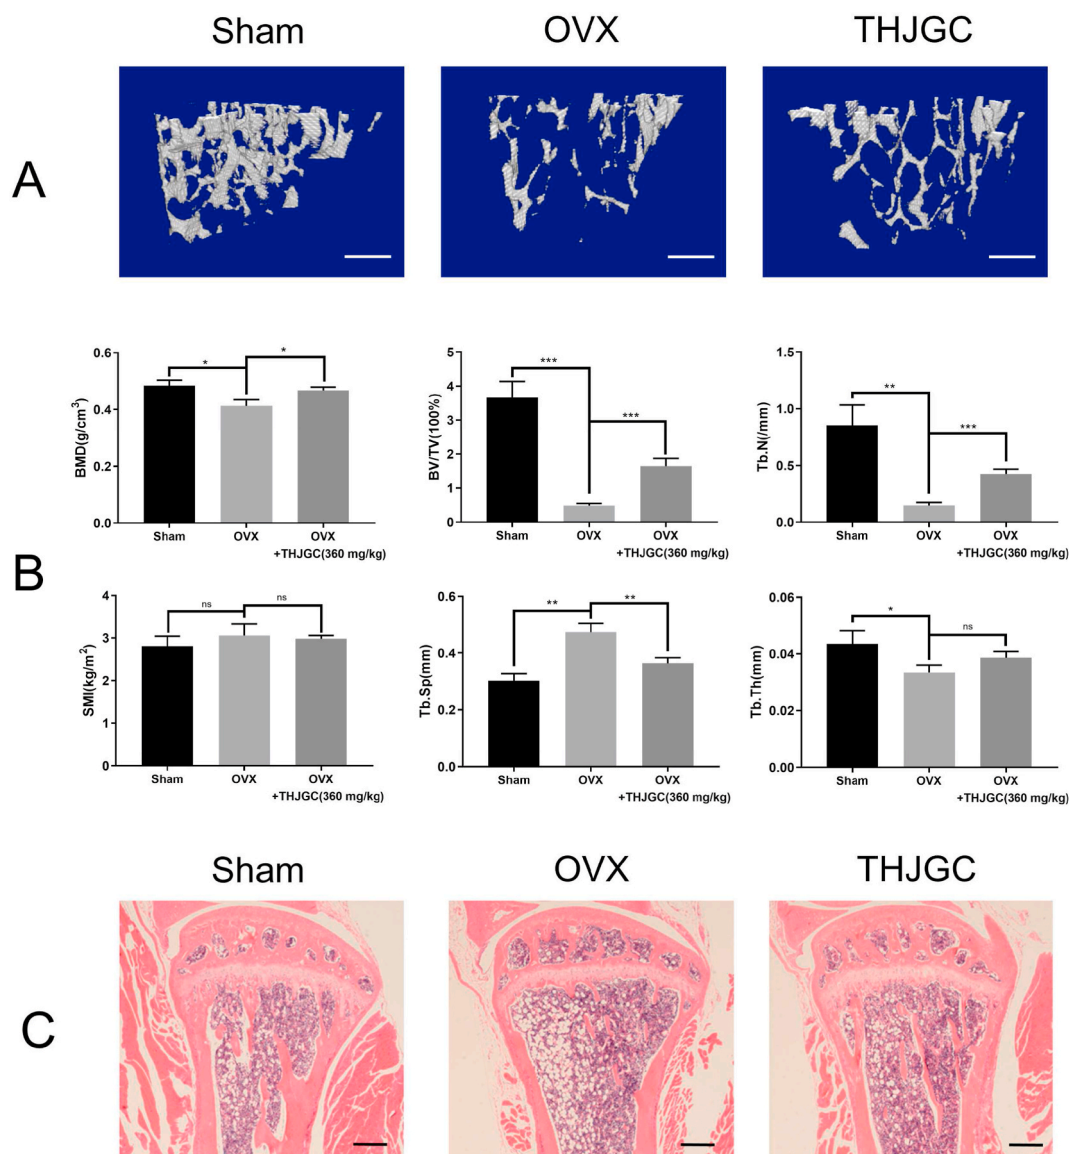 Sham OVX THJGC
A
0.6
0.4
0.2
0.0
BMD(g/cm³)
* *
Sham OVX OVX
+THJGC(360 mg/kg)
5
4
3
2
1
0
BV/TV(100%)
*** ***
Sham OVX OVX
+THJGC(360 mg/kg)
1.5
1.0
0.5
0.0
Tb.N(/mm)
** ***
Sham OVX OVX
+THJGC(360 mg/kg)
B
4
3
2
1
0
SMI(kg/m²)
ns ns
Sham OVX OVX
+THJGC(360 mg/kg)
0.6
0.4
0.2
0.0
Tb.Sp(mm)
** **
Sham OVX OVX
+THJGC(360 mg/kg)
0.06
0.04
0.02
0.00
Tb.Th(mm)
* ns
Sham OVX OVX
+THJGC(360 mg/kg)
Sham OVX THJGC
C